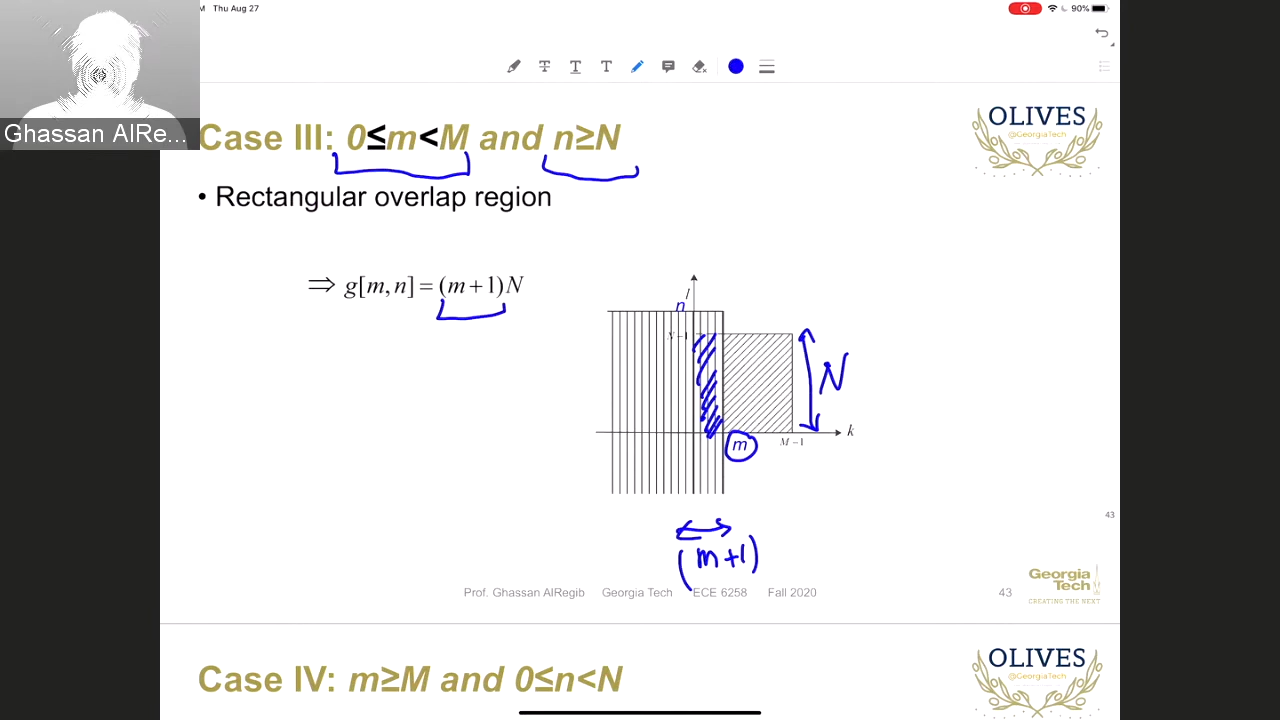 M Thu Aug 27
90%
Ghassan AlRe...
Case III: 0≤m<M and n≥N
OLIVES
@GeorgiaTech
• Rectangular overlap region
⇒ g[m,n] = (m+1)N
l
n
N−1
N
m
M−1
k
(m+1)
43
Prof. Ghassan AlRegib Georgia Tech ECE 6258 Fall 2020
43
Georgia
Tech
CREATING THE NEXT
Case IV: m≥M and 0≤n<N
OLIVES
@GeorgiaTech